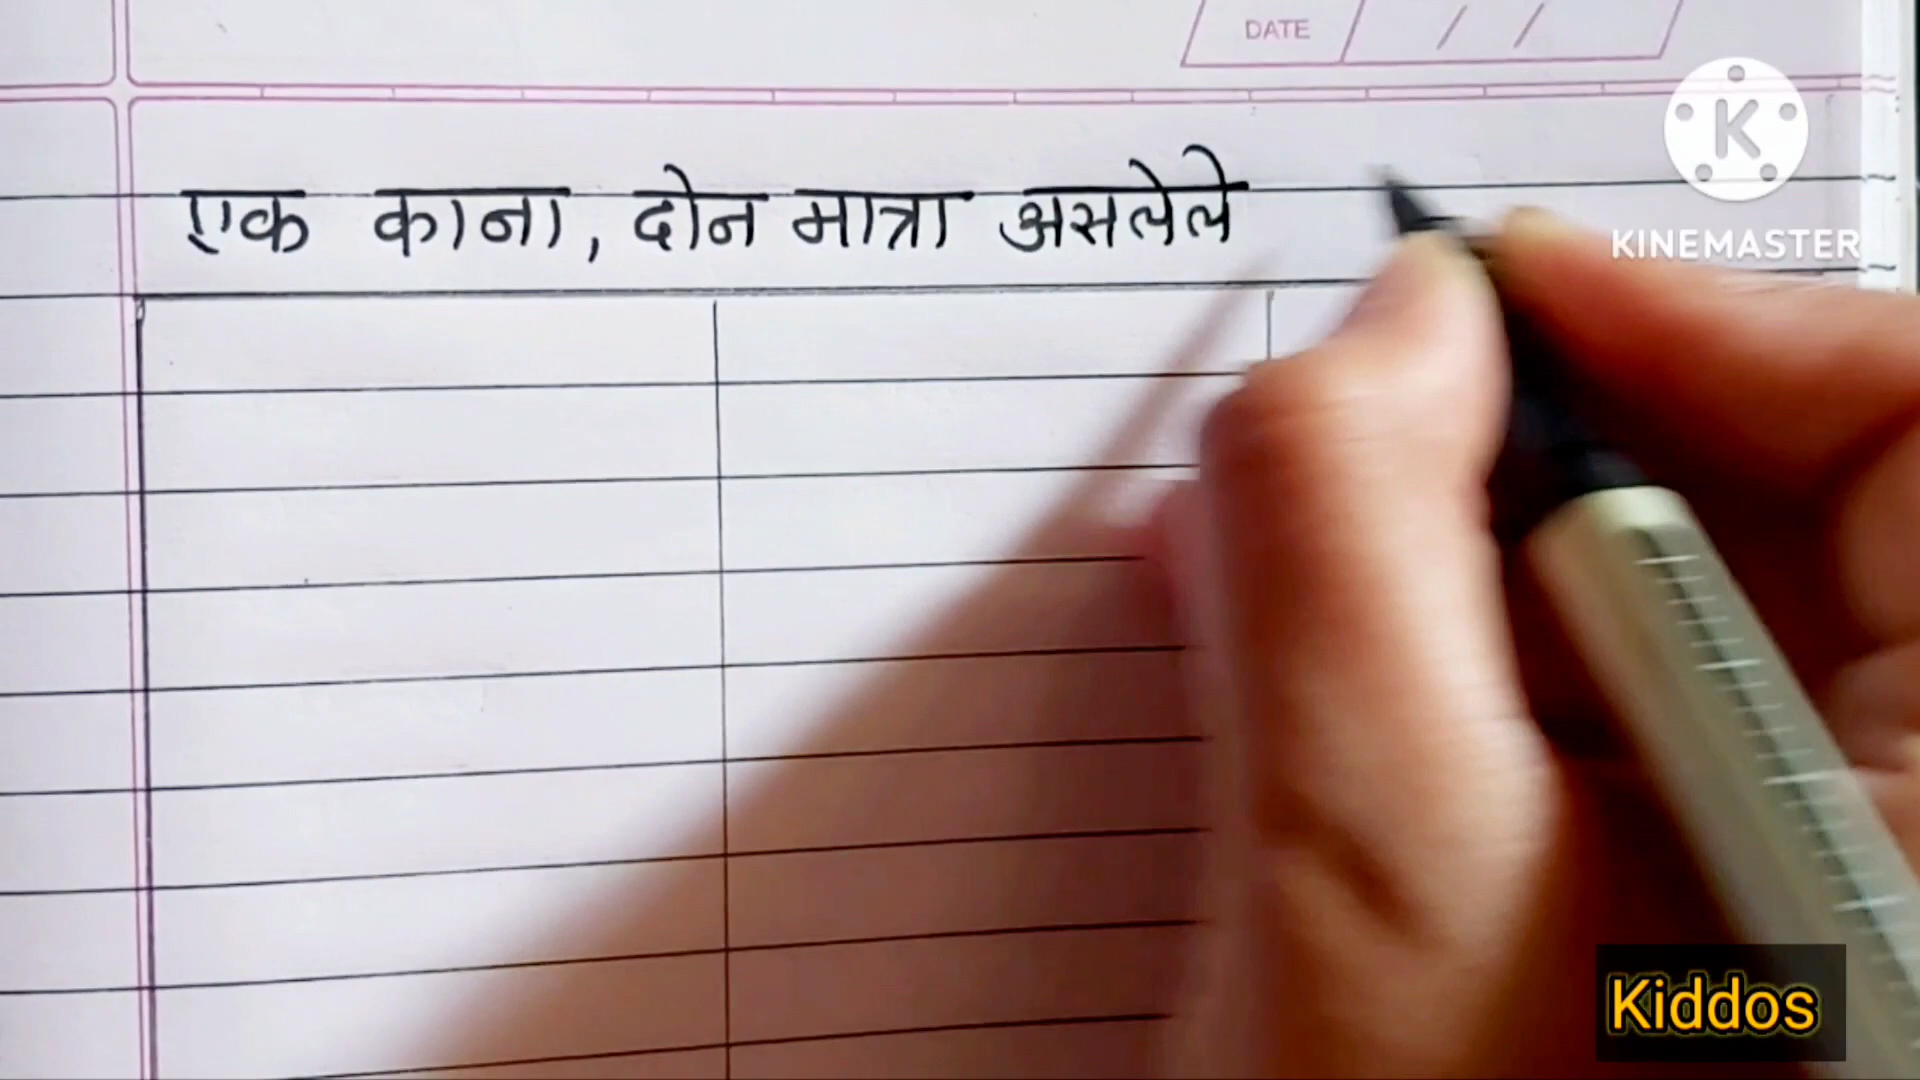 DATE / /
K
KINEMASTER
एक काना, दोन मात्रा असलेले
Kiddos